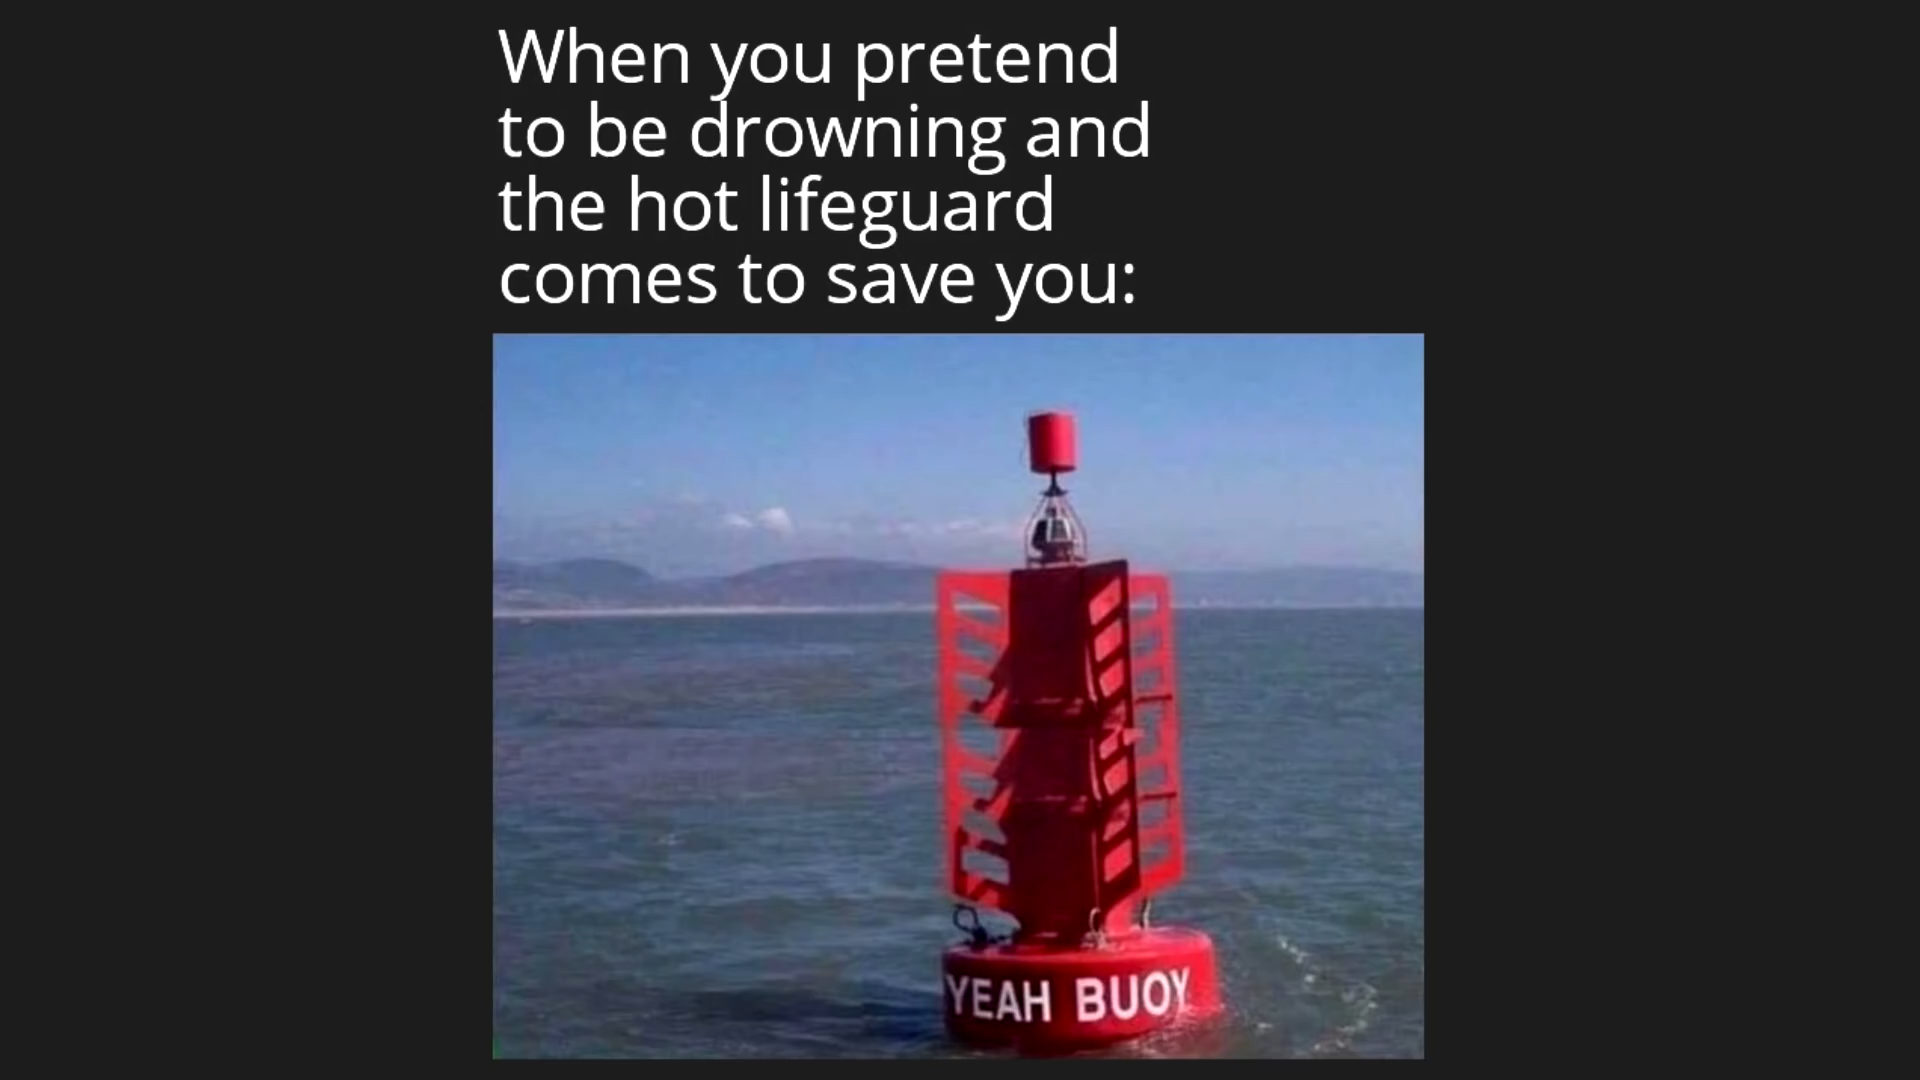 When you pretend
to be drowning and
the hot lifeguard
comes to save you:
YEAH BUOY